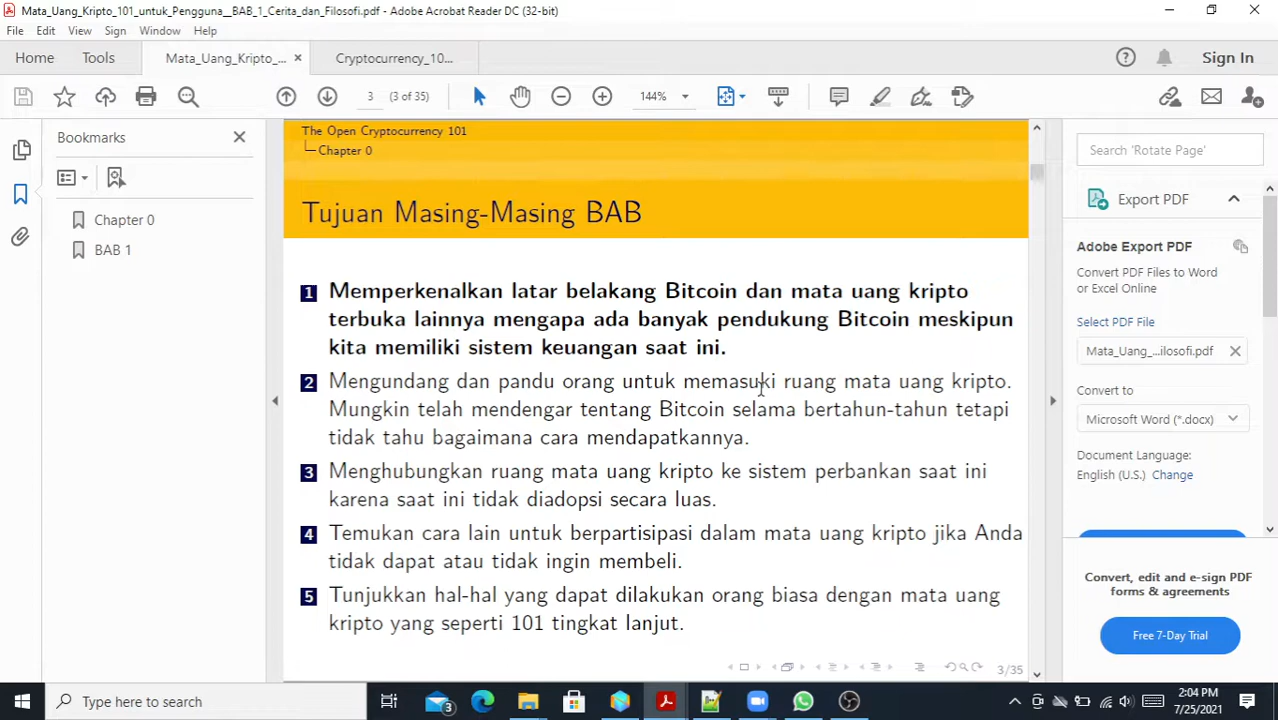 Mata_Uang_Kripto_101_untuk_Pengguna__BAB_1_Cerita_dan_Filosofi.pdf - Adobe Acrobat Reader DC (32-bit)
File Edit View Sign Window Help
Home Tools Mata_Uang_Kripto_... Cryptocurrency_10... Sign In
3 (3 of 35) 144%
Bookmarks
Chapter 0
BAB 1
The Open Cryptocurrency 101
Chapter 0
Tujuan Masing-Masing BAB
1 Memperkenalkan latar belakang Bitcoin dan mata uang kripto
terbuka lainnya mengapa ada banyak pendukung Bitcoin meskipun
kita memiliki sistem keuangan saat ini.
2 Mengundang dan pandu orang untuk memasuki ruang mata uang kripto.
Mungkin telah mendengar tentang Bitcoin selama bertahun-tahun tetapi
tidak tahu bagaimana cara mendapatkannya.
3 Menghubungkan ruang mata uang kripto ke sistem perbankan saat ini
karena saat ini tidak diadopsi secara luas.
4 Temukan cara lain untuk berpartisipasi dalam mata uang kripto jika Anda
tidak dapat atau tidak ingin membeli.
5 Tunjukkan hal-hal yang dapat dilakukan orang biasa dengan mata uang
kripto yang seperti 101 tingkat lanjut.
3/35
Search 'Rotate Page'
Export PDF
Adobe Export PDF
Convert PDF Files to Word
or Excel Online
Select PDF File
Mata_Uang_...ilosofi.pdf
Convert to
Microsoft Word (*.docx)
Document Language:
English (U.S.) Change
Convert, edit and e-sign PDF
forms & agreements
Free 7-Day Trial
Type here to search
3
2:04 PM
7/25/2021